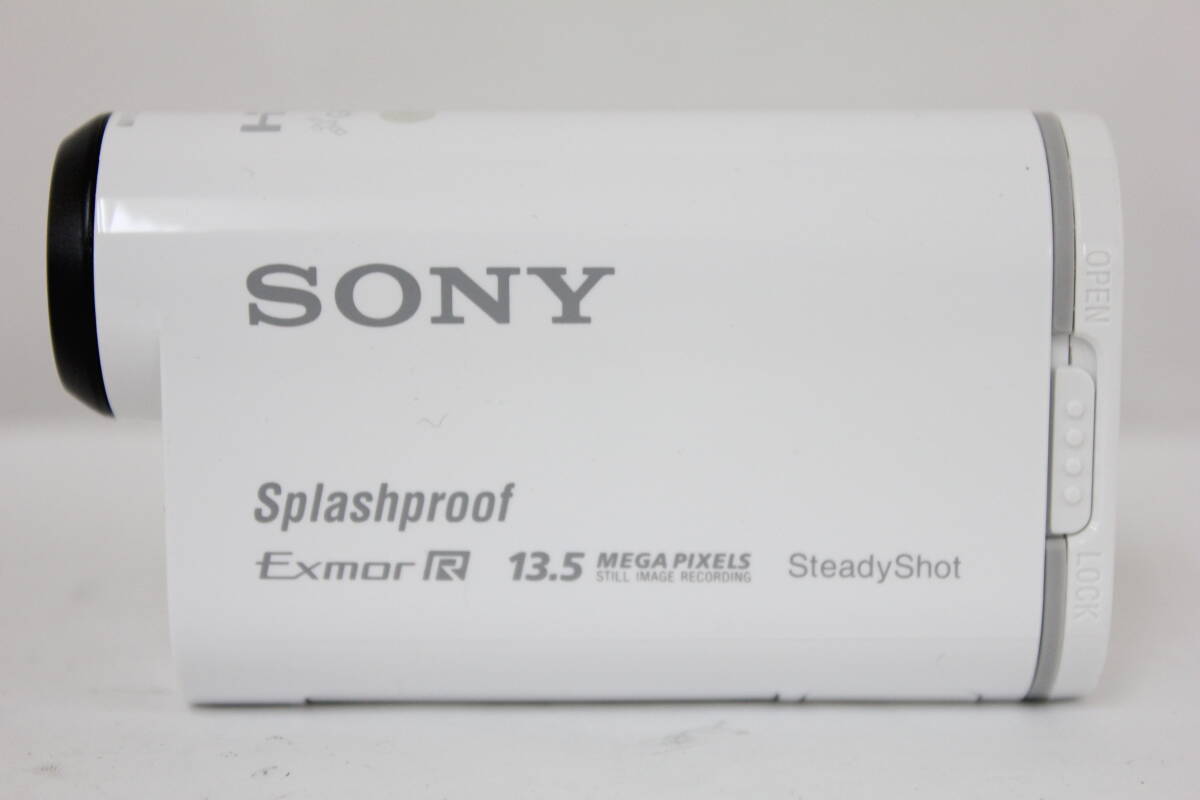 SONY
Splashproof
Exmor R 13.5 MEGA PIXELS SteadyShot
STILL IMAGE RECORDING
OPEN
LOCK